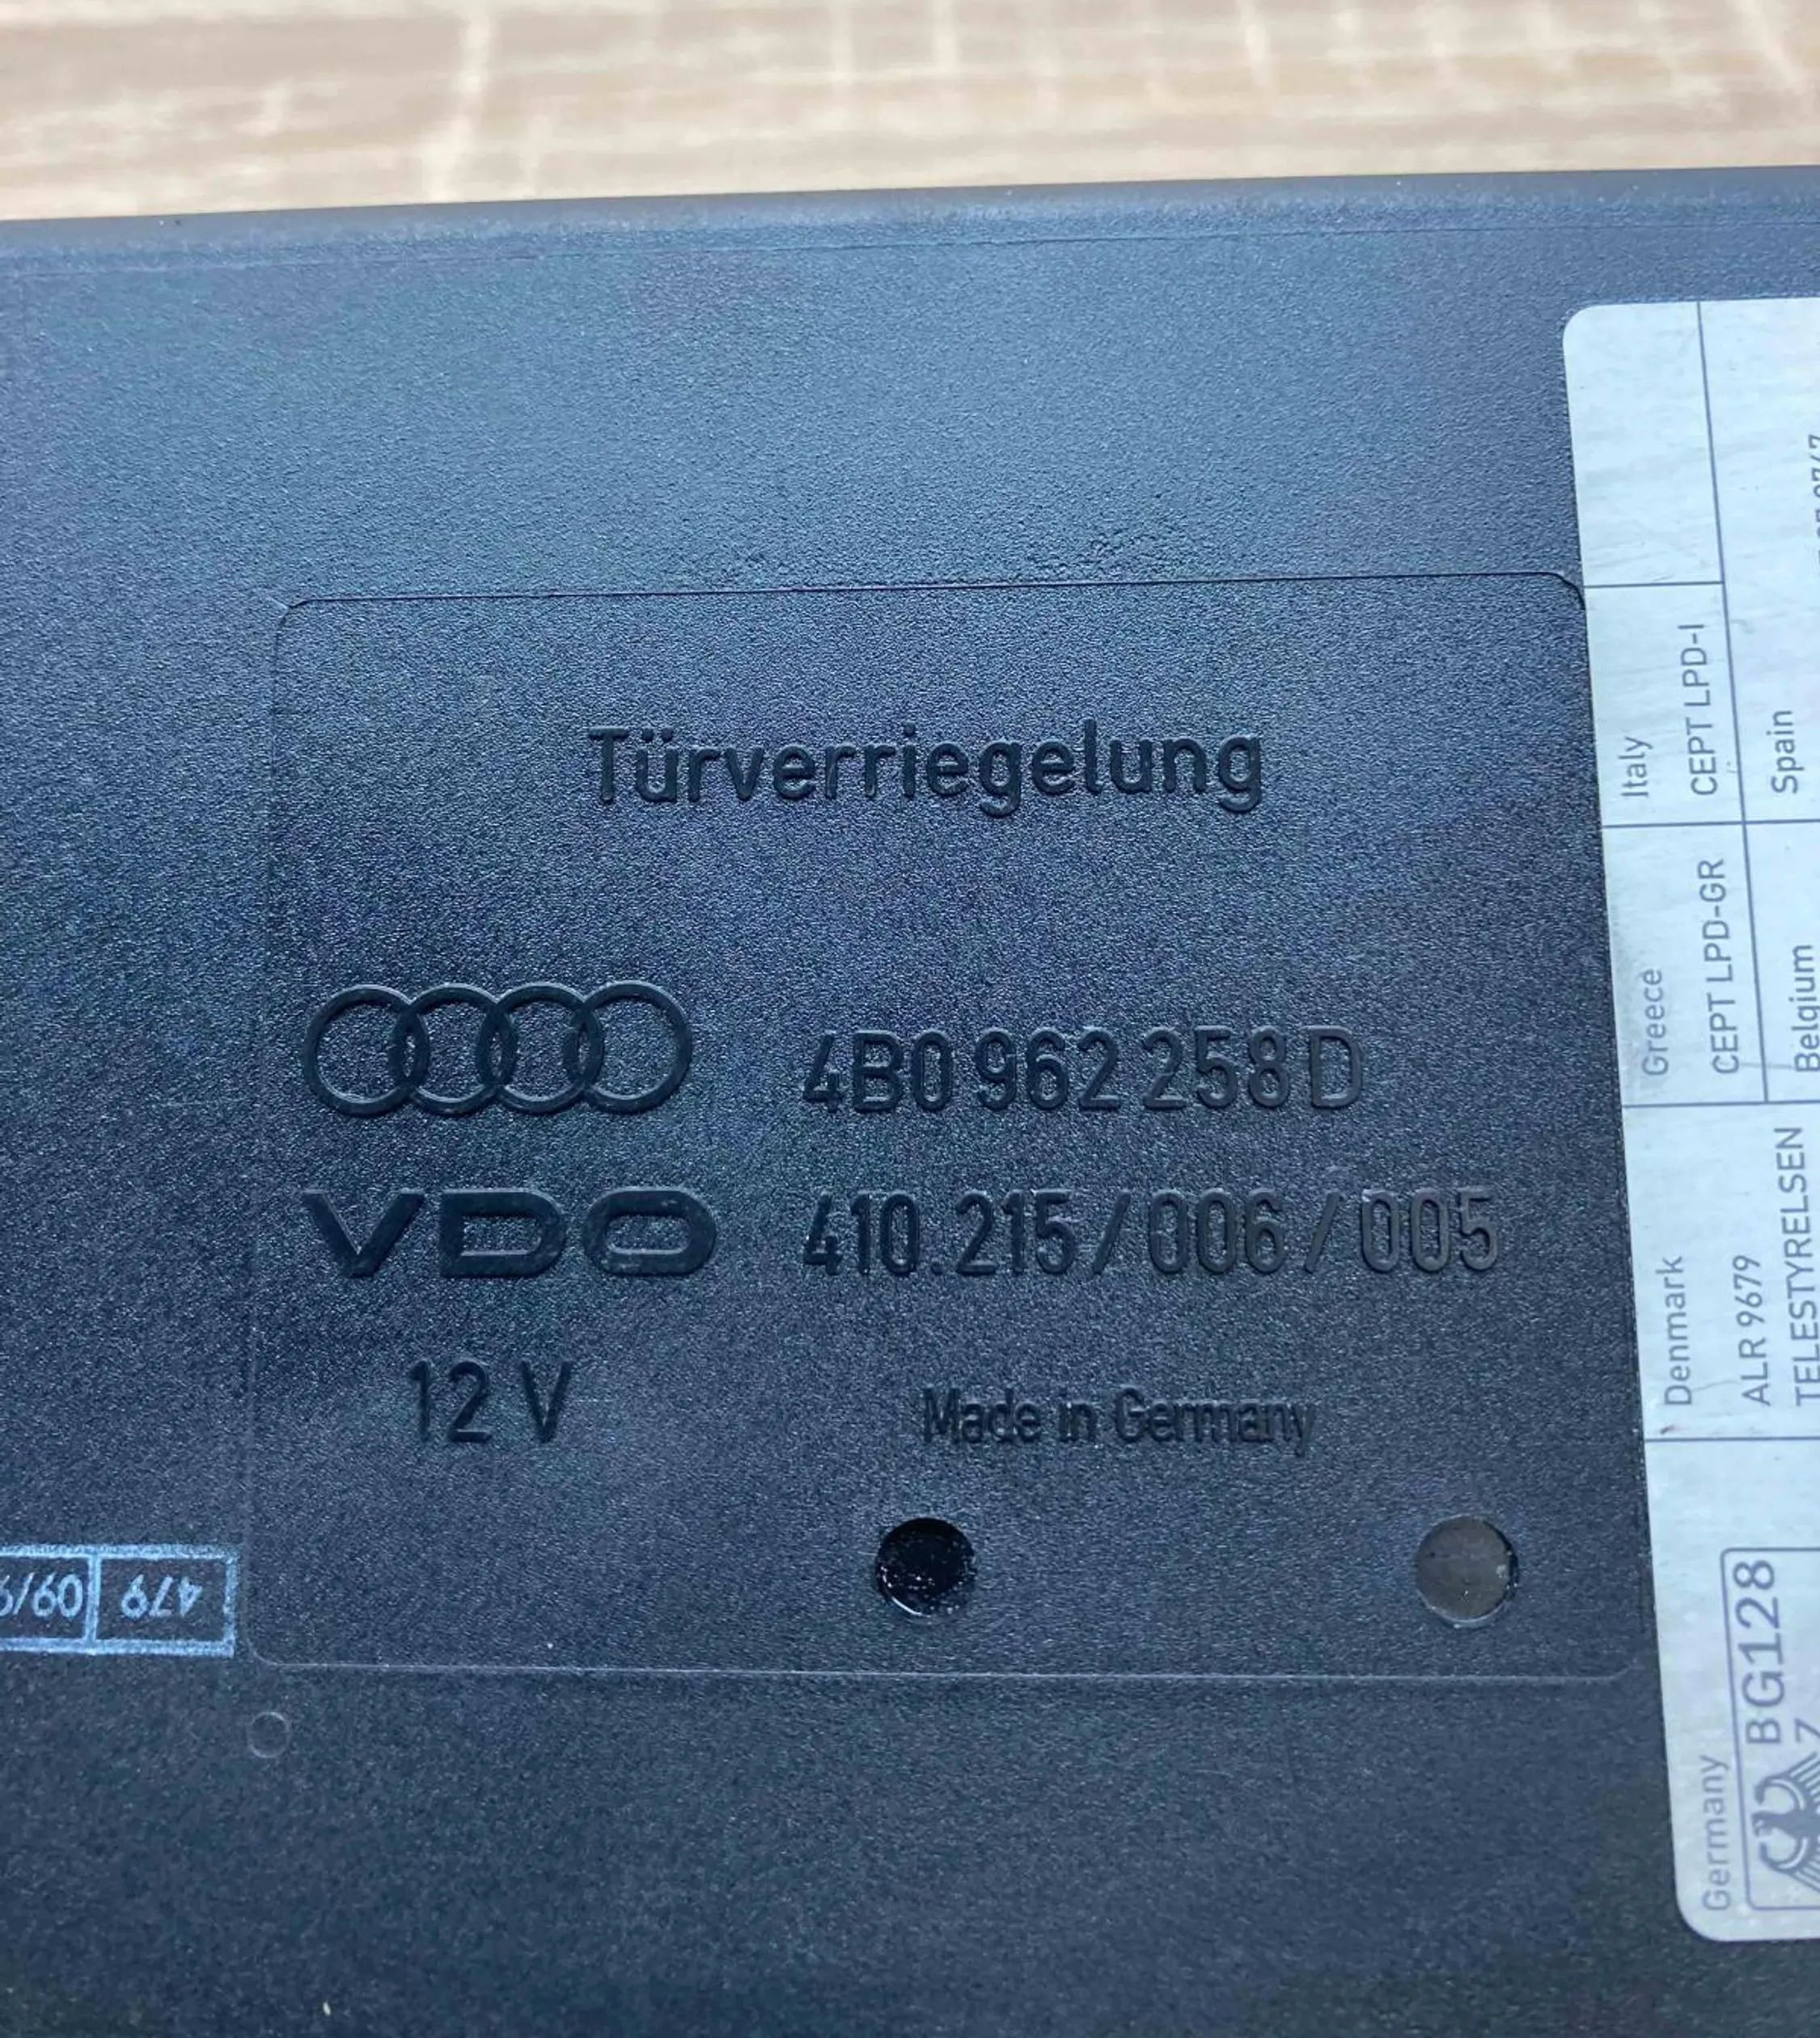 Türverriegelung
4B0 962 258 D
VDO 410.215/006/005
12 V Made in Germany
479
Italy
CEPT LPD-I
Spain
Greece
CEPT LPD-GR
Belgium
Denmark
ALR 9679
TELESTYRELSEN
Germany
BG128